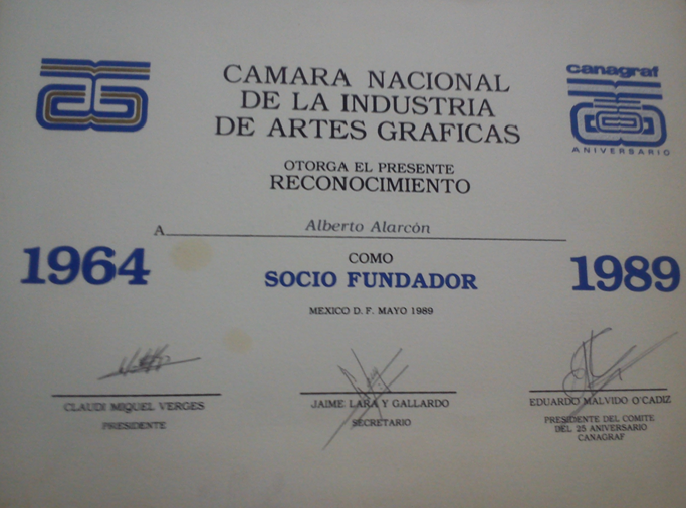 canagraf
CAMARA NACIONAL
DE LA INDUSTRIA
DE ARTES GRAFICAS
ANIVERSARIO
OTORGA EL PRESENTE
RECONOCIMIENTO
A Alberto Alarcón
COMO
1964 SOCIO FUNDADOR 1989
MEXICO D. F. MAYO 1989
CLAUDI MIQUEL VERGES
PRESIDENTE
JAIME LARA Y GALLARDO
SECRETARIO
EDUARDO MALVIDO O'CADIZ
PRESIDENTE DEL COMITE
DEL 25 ANIVERSARIO
CANAGRAF